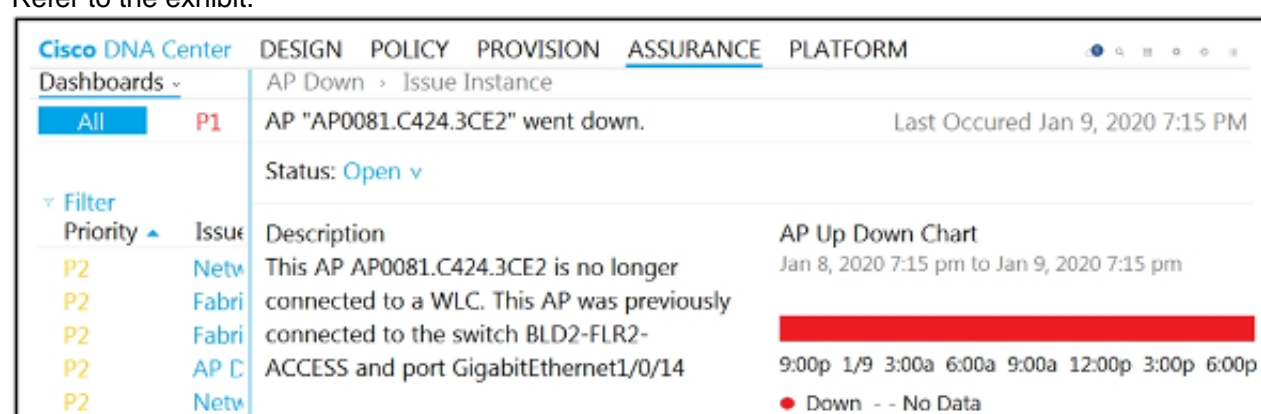 Refer to the exhibit.
Cisco DNA Center DESIGN POLICY PROVISION ASSURANCE PLATFORM
Dashboards AP Down > Issue Instance
All P1 AP "AP0081.C424.3CE2" went down. Last Occured Jan 9, 2020 7:15 PM
Status: Open v
Filter
Priority Issue Description AP Up Down Chart
P2 Netw This AP AP0081.C424.3CE2 is no longer Jan 8, 2020 7:15 pm to Jan 9, 2020 7:15 pm
P2 Fabri connected to a WLC. This AP was previously
P2 Fabri connected to the switch BLD2-FLR2-
P2 AP D ACCESS and port GigabitEthernet1/0/14 9:00p 1/9 3:00a 6:00a 9:00a 12:00p 3:00p 6:00p
P2 Netw Down - - No Data